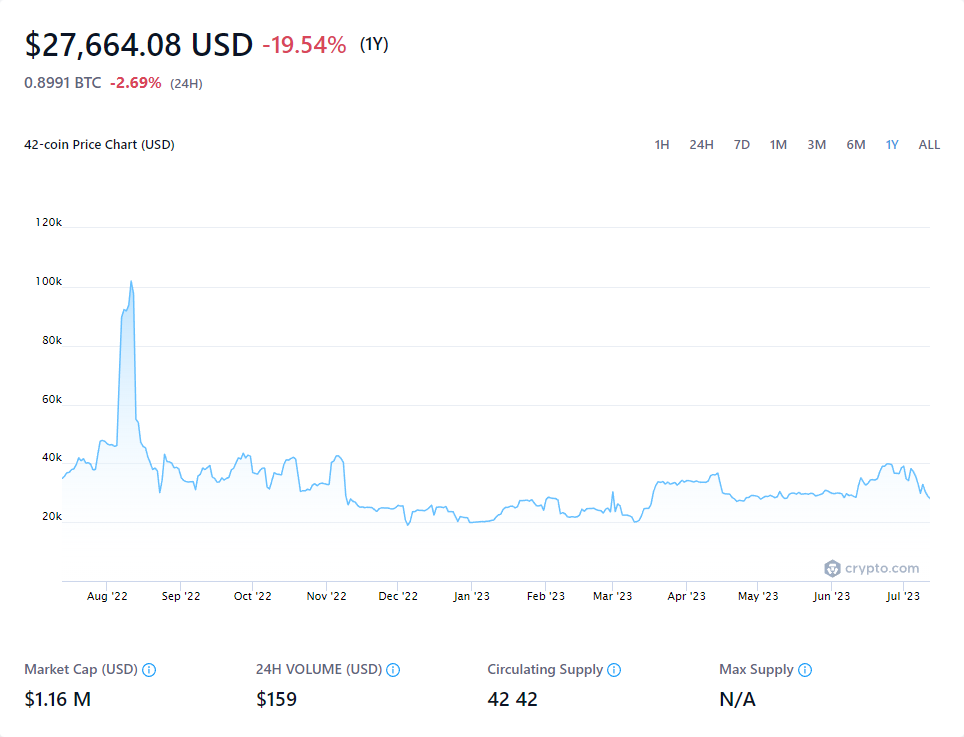 $27,664.08 USD -19.54% (1Y)
0.8991 BTC -2.69% (24H)
42-coin Price Chart (USD) 1H 24H 7D 1M 3M 6M 1Y ALL
120k
100k
80k
60k
40k
20k
crypto.com
Aug '22 Sep '22 Oct '22 Nov '22 Dec '22 Jan '23 Feb '23 Mar '23 Apr '23 May '23 Jun '23 Jul '23
Market Cap (USD) 24H VOLUME (USD) Circulating Supply Max Supply
$1.16 M $159 42 42 N/A